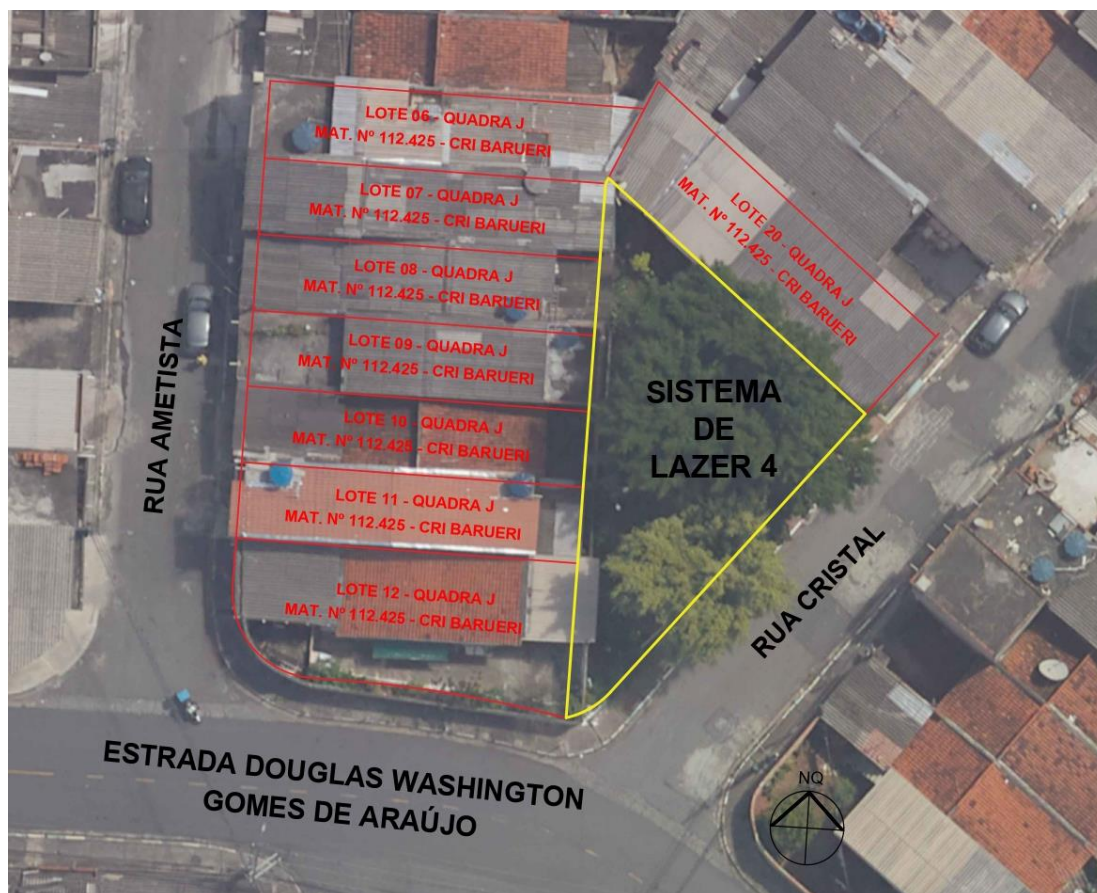 LOTE 06 - QUADRA J
MAT. Nº 112.425 - CRI BARUERI
LOTE 07 - QUADRA J
MAT. Nº 112.425 - CRI BARUERI
LOTE 20 - QUADRA J
MAT. Nº 112.425 - CRI BARUERI
LOTE 08 - QUADRA J
MAT. Nº 112.425 - CRI BARUERI
LOTE 09 - QUADRA J
MAT. Nº 112.425 - CRI BARUERI
LOTE 10 - QUADRA J
MAT. Nº 112.425 - CRI BARUERI
LOTE 11 - QUADRA J
MAT. Nº 112.425 - CRI BARUERI
LOTE 12 - QUADRA J
MAT. Nº 112.425 - CRI BARUERI
SISTEMA
DE
LAZER 4
RUA AMETISTA
RUA CRISTAL
ESTRADA DOUGLAS WASHINGTON
GOMES DE ARAÚJO
NQ